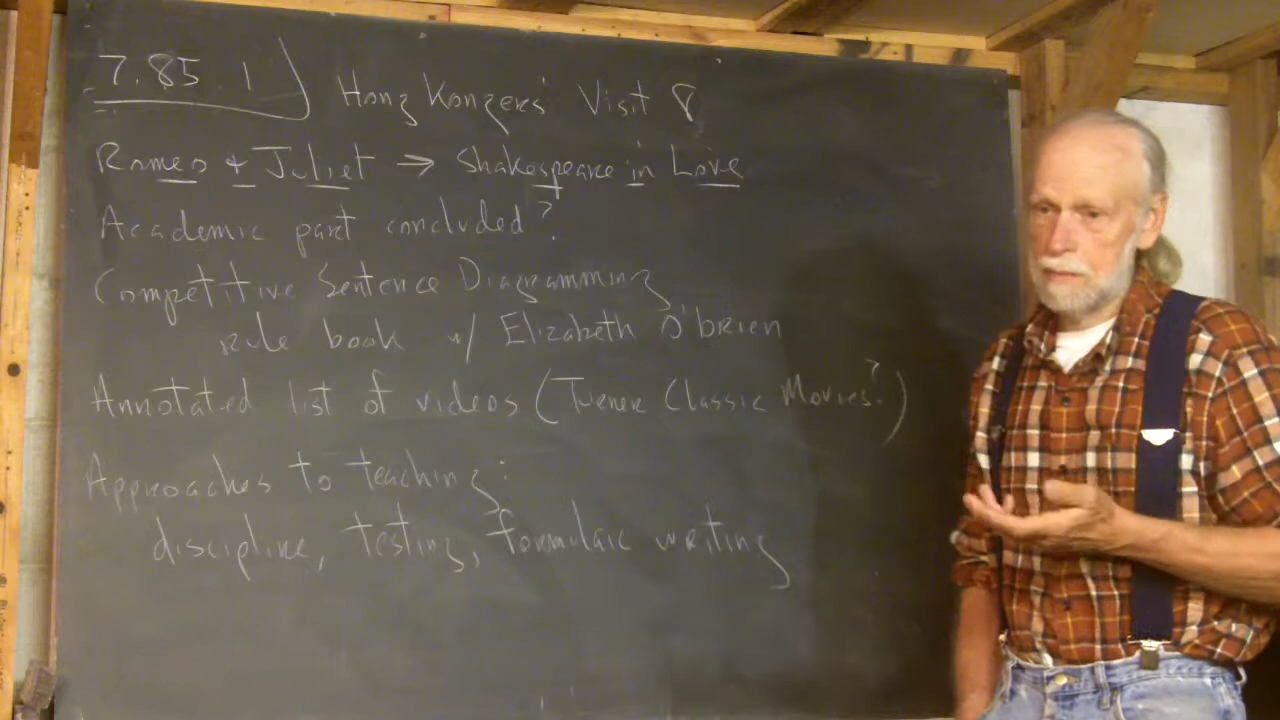 7.85.1) Hong Kongers' Visit 8
Romeo & Juliet → Shakespeare in Love
Academic part concluded?
Competitive Sentence Diagramming
rule book w/ Elizabeth O'brien
Annotated list of videos (Turner Classic Movies?)
Approaches to teaching:
discipline, testing, formulaic writing